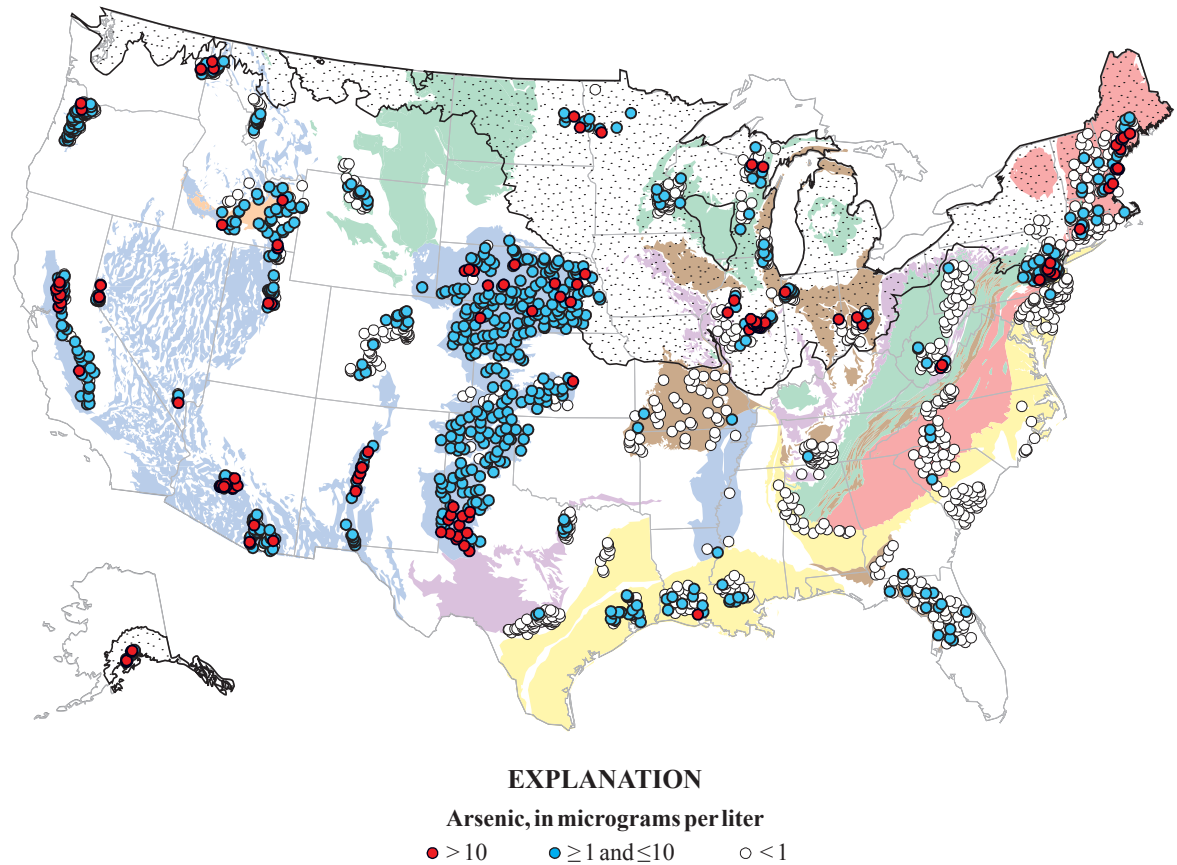 EXPLANATION
Arsenic, in micrograms per liter
> 10 ≥ 1 and ≤10 < 1